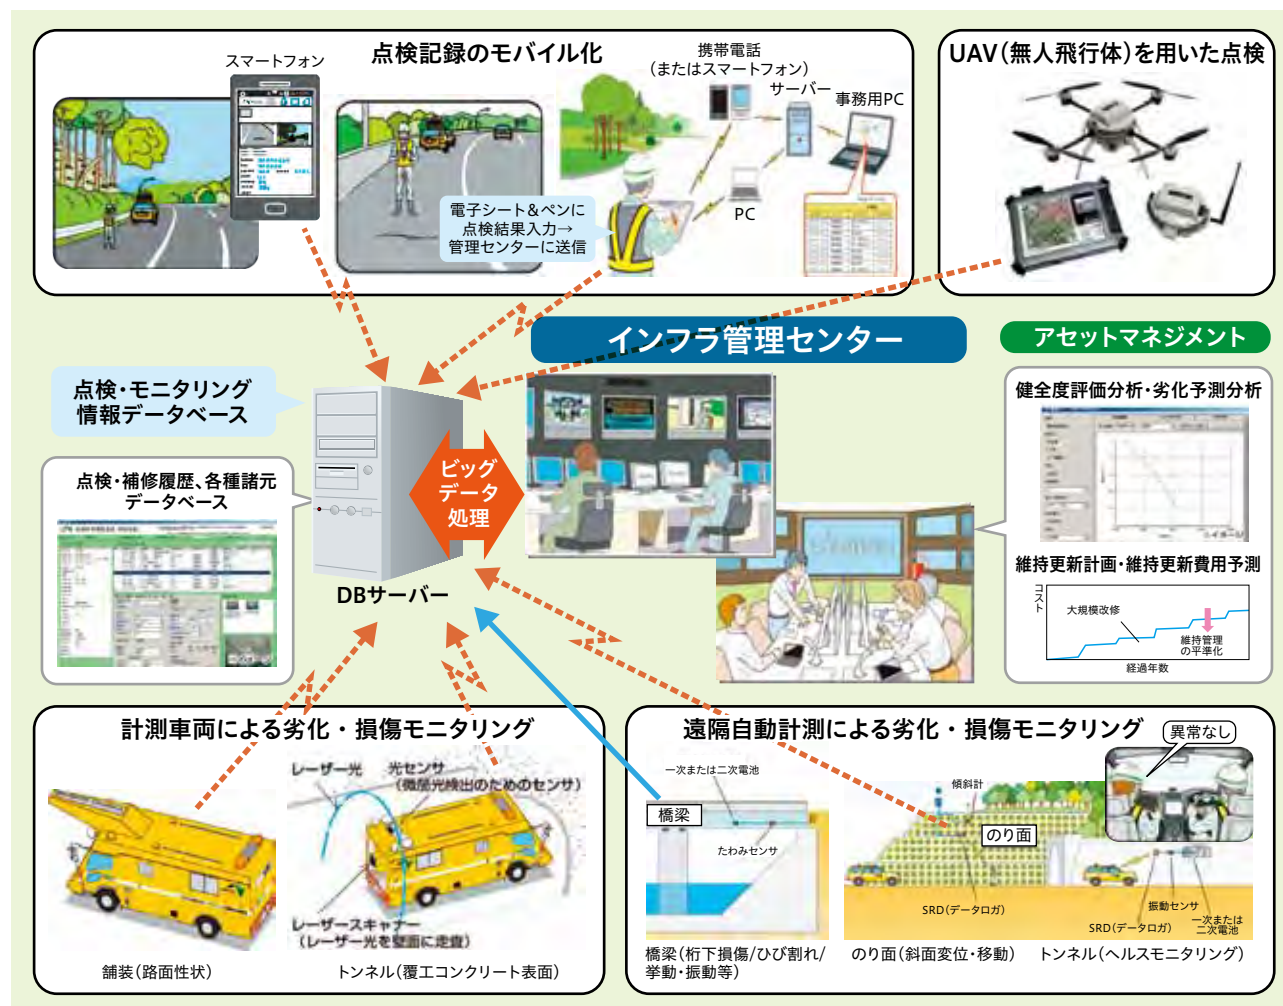 点検記録のモバイル化
スマートフォン
携帯電話
(またはスマートフォン)
サーバー
事務用PC
PC
電子シート&ペンに
点検結果入力→
管理センターに送信
UAV(無人飛行体)を用いた点検
インフラ管理センター
アセットマネジメント
点検・モニタリング
情報データベース
点検・補修履歴、各種諸元
データベース
ビッグ
データ
処理
DBサーバー
健全度評価分析・劣化予測分析
維持更新計画・維持更新費用予測
コスト
大規模改修
維持管理
の平準化
経過年数
計測車両による劣化・損傷モニタリング
レーザー光
光センサ
(微弱光検出のためのセンサ)
レーザースキャナー
(レーザー光を壁面に走査)
舗装(路面性状)
トンネル(覆工コンクリート表面)
遠隔自動計測による劣化・損傷モニタリング
異常なし
一次または二次電池
橋梁
たわみセンサ
傾斜計
のり面
SRD(データロガ)
振動センサ
SRD(データロガ)
一次または
二次電池
橋梁(桁下損傷/ひび割れ/
挙動・振動等)
のり面(斜面変位・移動)
トンネル(ヘルスモニタリング)